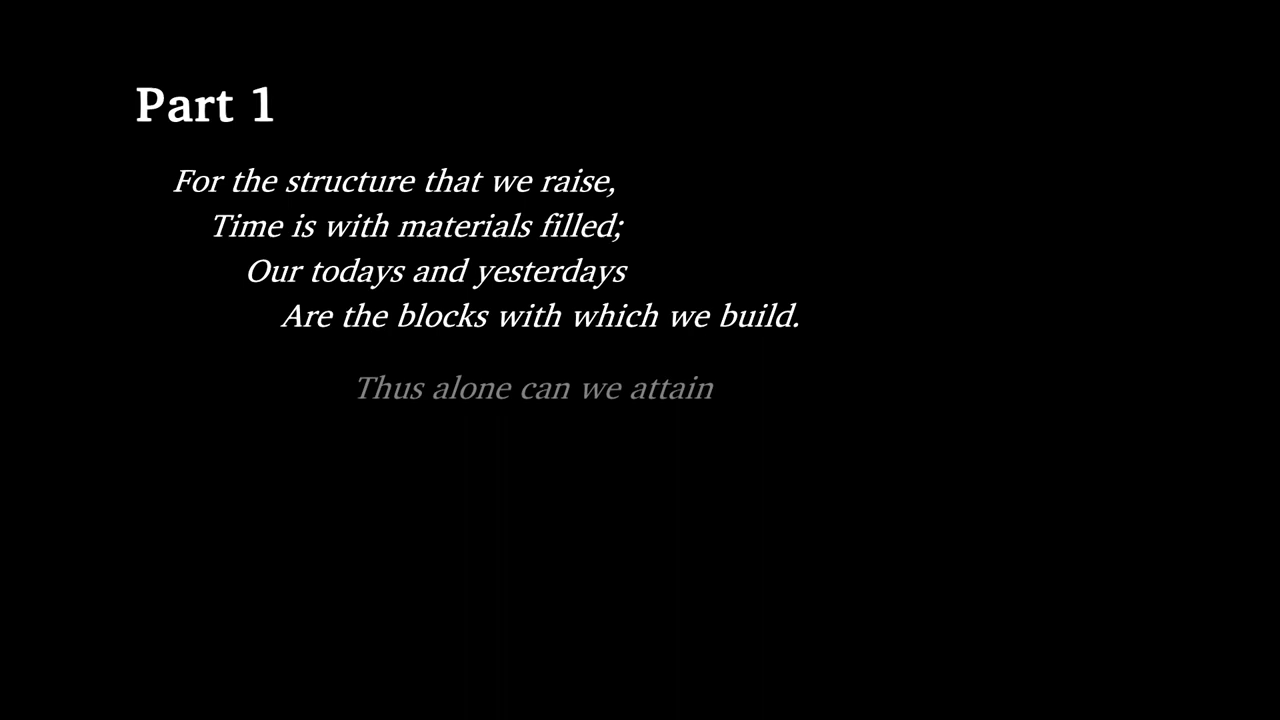 Part 1
For the structure that we raise,
Time is with materials filled;
Our todays and yesterdays
Are the blocks with which we build.
Thus alone can we attain